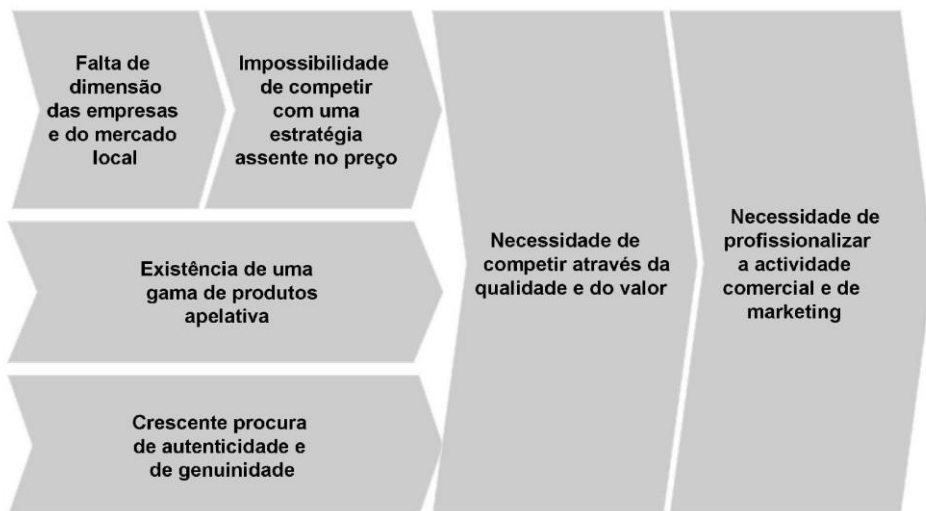 Falta de
dimensão
das empresas
e do mercado
local
Impossibilidade
de competir
com uma
estratégia
assente no preço
Existência de uma
gama de produtos
apelativa
Crescente procura
de autenticidade e
de genuinidade
Necessidade de
competir através da
qualidade e do valor
Necessidade de
profissionalizar
a actividade
comercial e de
marketing